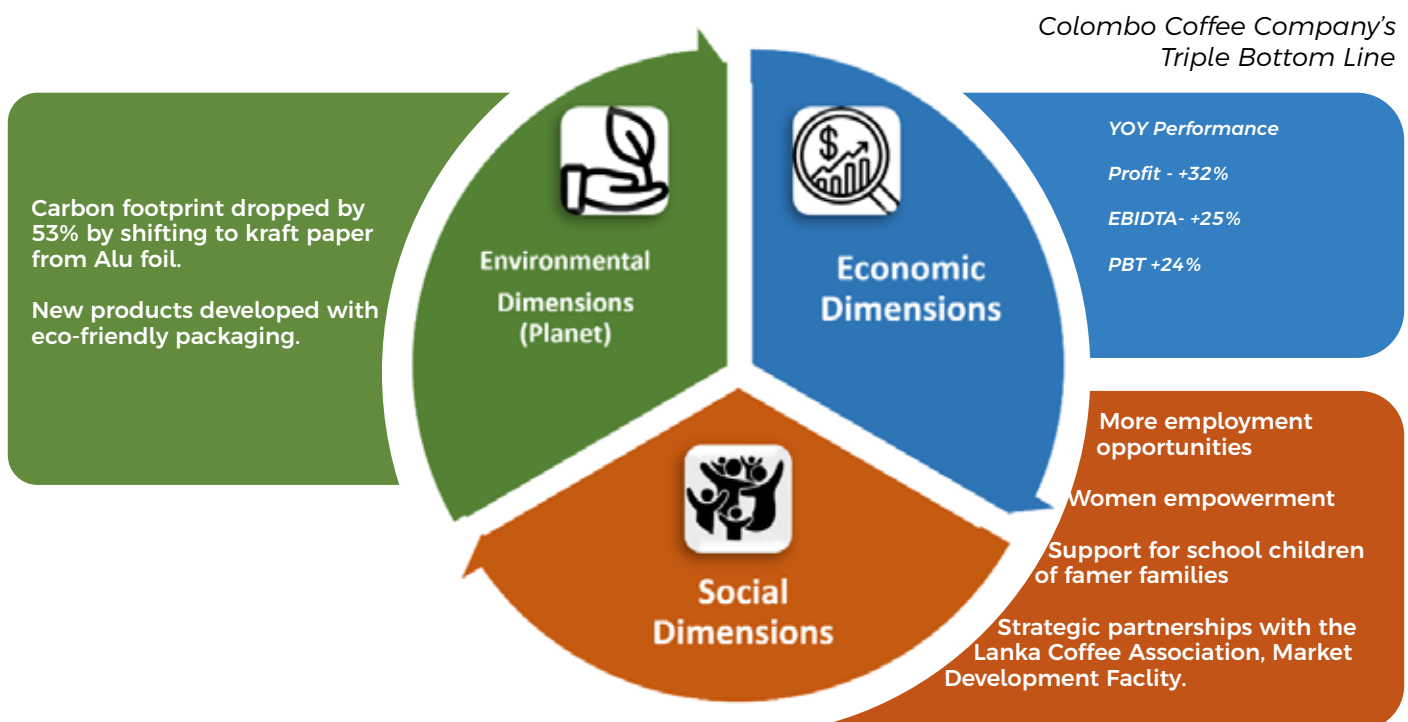 Colombo Coffee Company's
Triple Bottom Line
Carbon footprint dropped by
53% by shifting to kraft paper
from Alu foil.
New products developed with
eco-friendly packaging.
Environmental
Dimensions
(Planet)
$
Economic
Dimensions
YOY Performance
Profit - +32%
EBIDTA- +25%
PBT +24%
Social
Dimensions
More employment
opportunities
Women empowerment
Support for school children
of famer families
Strategic partnerships with the
Lanka Coffee Association, Market
Development Faclity.